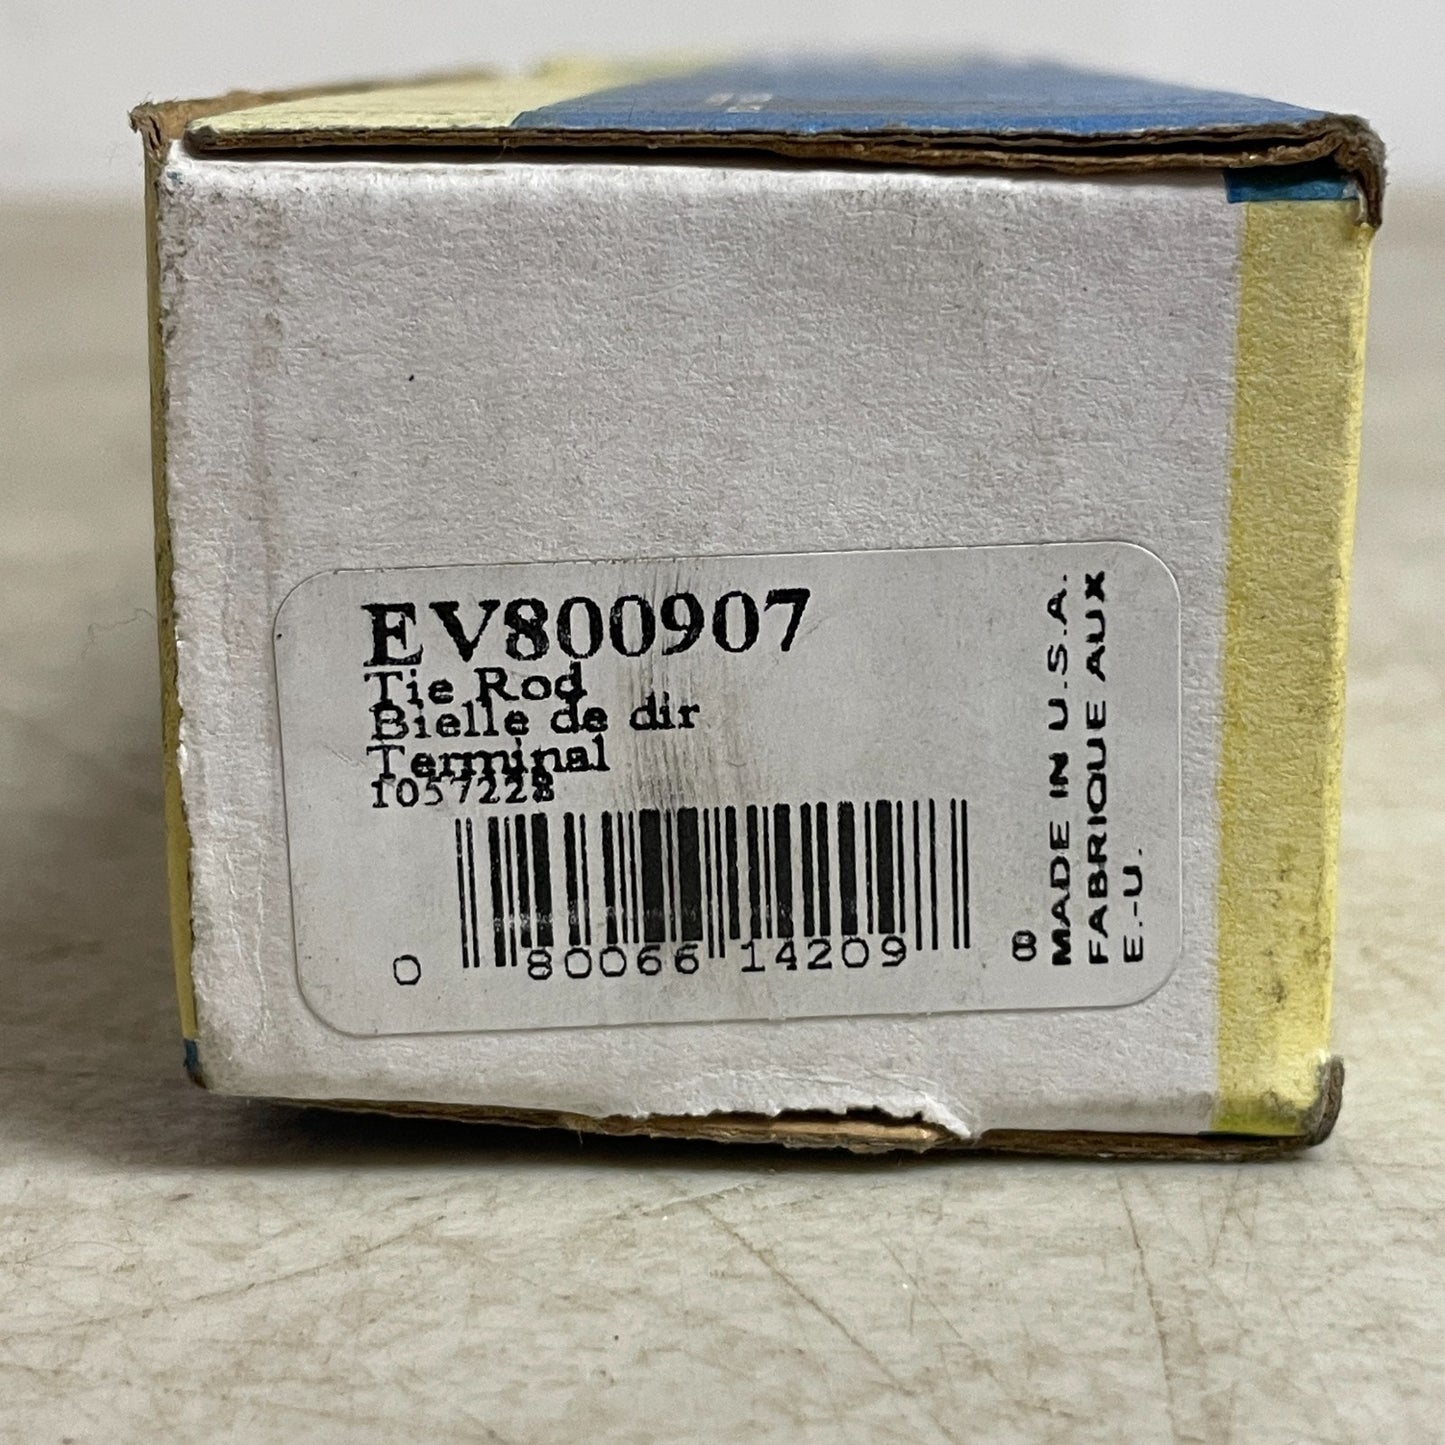 EV800907
Tie Rod
Bielle de dir
Terminal
1057228
0 80066 14209 8
MADE IN U.S.A.
FABRIQUE AUX
E.-U.